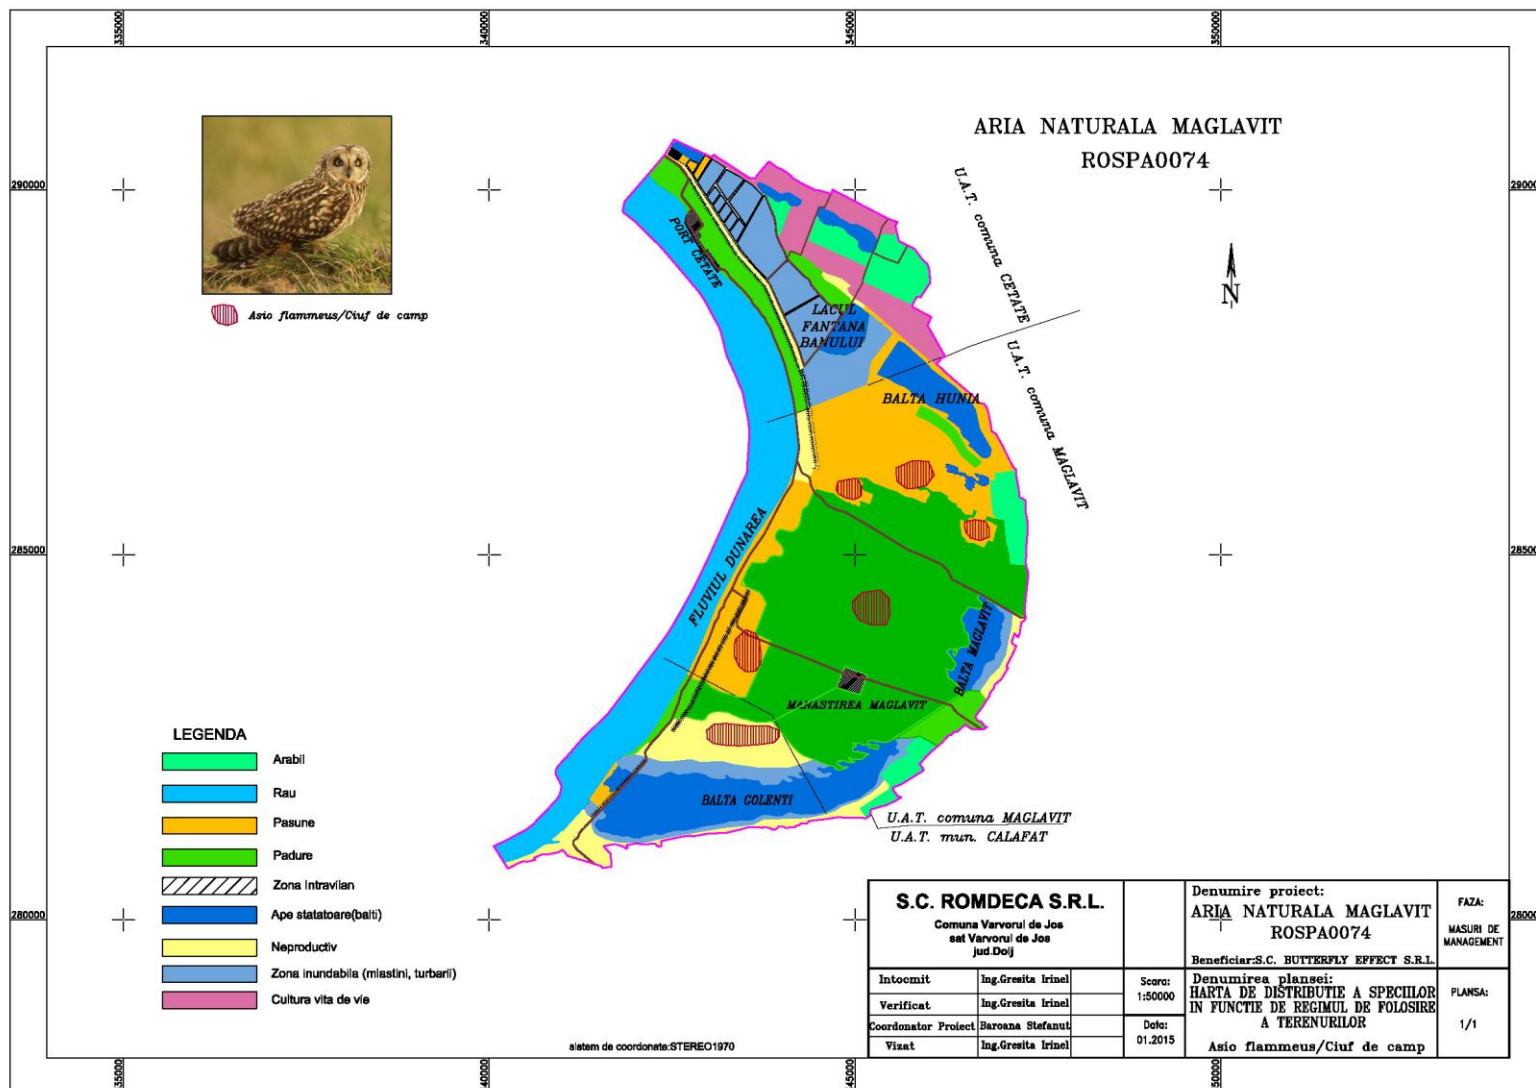 335000
340000
345000
350000
ARIA NATURALA MAGLAVIT
ROSPA0074
290000
U.A.T. comuna CETATE
U.A.T. comuna MAGLAVIT
N
Asio flammeus/Ciuf de camp
PORT CETATE
LACUL
FANTANA
BANULUI
BALTA HUNIA
285000
FLUVIUL DUNAREA
BALTA MAGLAVIT
MANASTIREA MAGLAVIT
BALTA GOLENTI
U.A.T. comuna MAGLAVIT
U.A.T. mun. CALAFAT
LEGENDA
Arabil
Rau
Pasune
Padure
Zona Intravilan
Ape statatoare(balti)
Neproductiv
Zona inundabila (mlastini, turbarii)
Cultura vita de vie
280000
sistem de coordonate:STEREO1970
S.C. ROMDECA S.R.L.
Comuna Varvorul de Jos
sat Varvorul de Jos
jud.Dolj
Intocmit Ing.Gresita Irinel
Verificat Ing.Gresita Irinel
Coordonator Proiect Baroana Stefanut
Vizat Ing.Gresita Irinel
Scara:
1:50000
Data:
01.2015
Denumire proiect:
ARIA NATURALA MAGLAVIT
ROSPA0074
Beneficiar:S.C. BUTTERFLY EFFECT S.R.L.
Denumirea plansei:
HARTA DE DISTRIBUTIE A SPECIILOR
IN FUNCTIE DE REGIMUL DE FOLOSIRE
A TERENURILOR
Asio flammeus/Ciuf de camp
FAZA:
MASURI DE
MANAGEMENT
PLANSA:
1/1